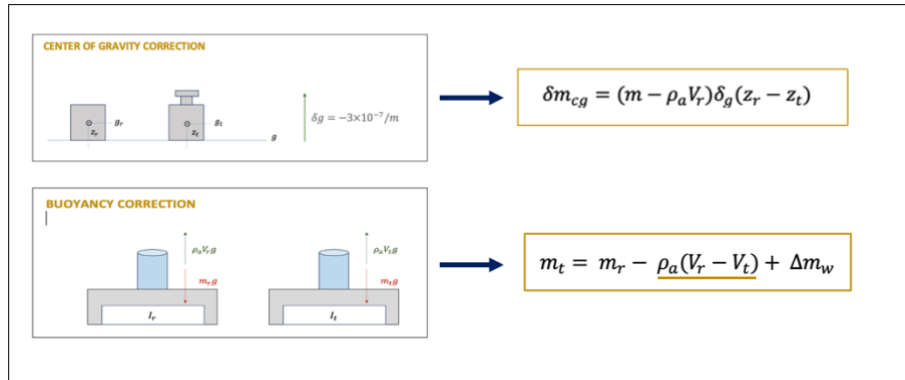 CENTER OF GRAVITY CORRECTION
g_r
z_r
g_t
z_t
g
δg = −3×10⁻⁷/m
δm_cg = (m − ρ_aV_r)δ_g(z_r − z_t)
BUOYANCY CORRECTION
ρ_aV_rg
m_rg
I_r
ρ_aV_tg
m_tg
I_t
m_t = m_r − ρ_a(V_r − V_t) + Δm_w